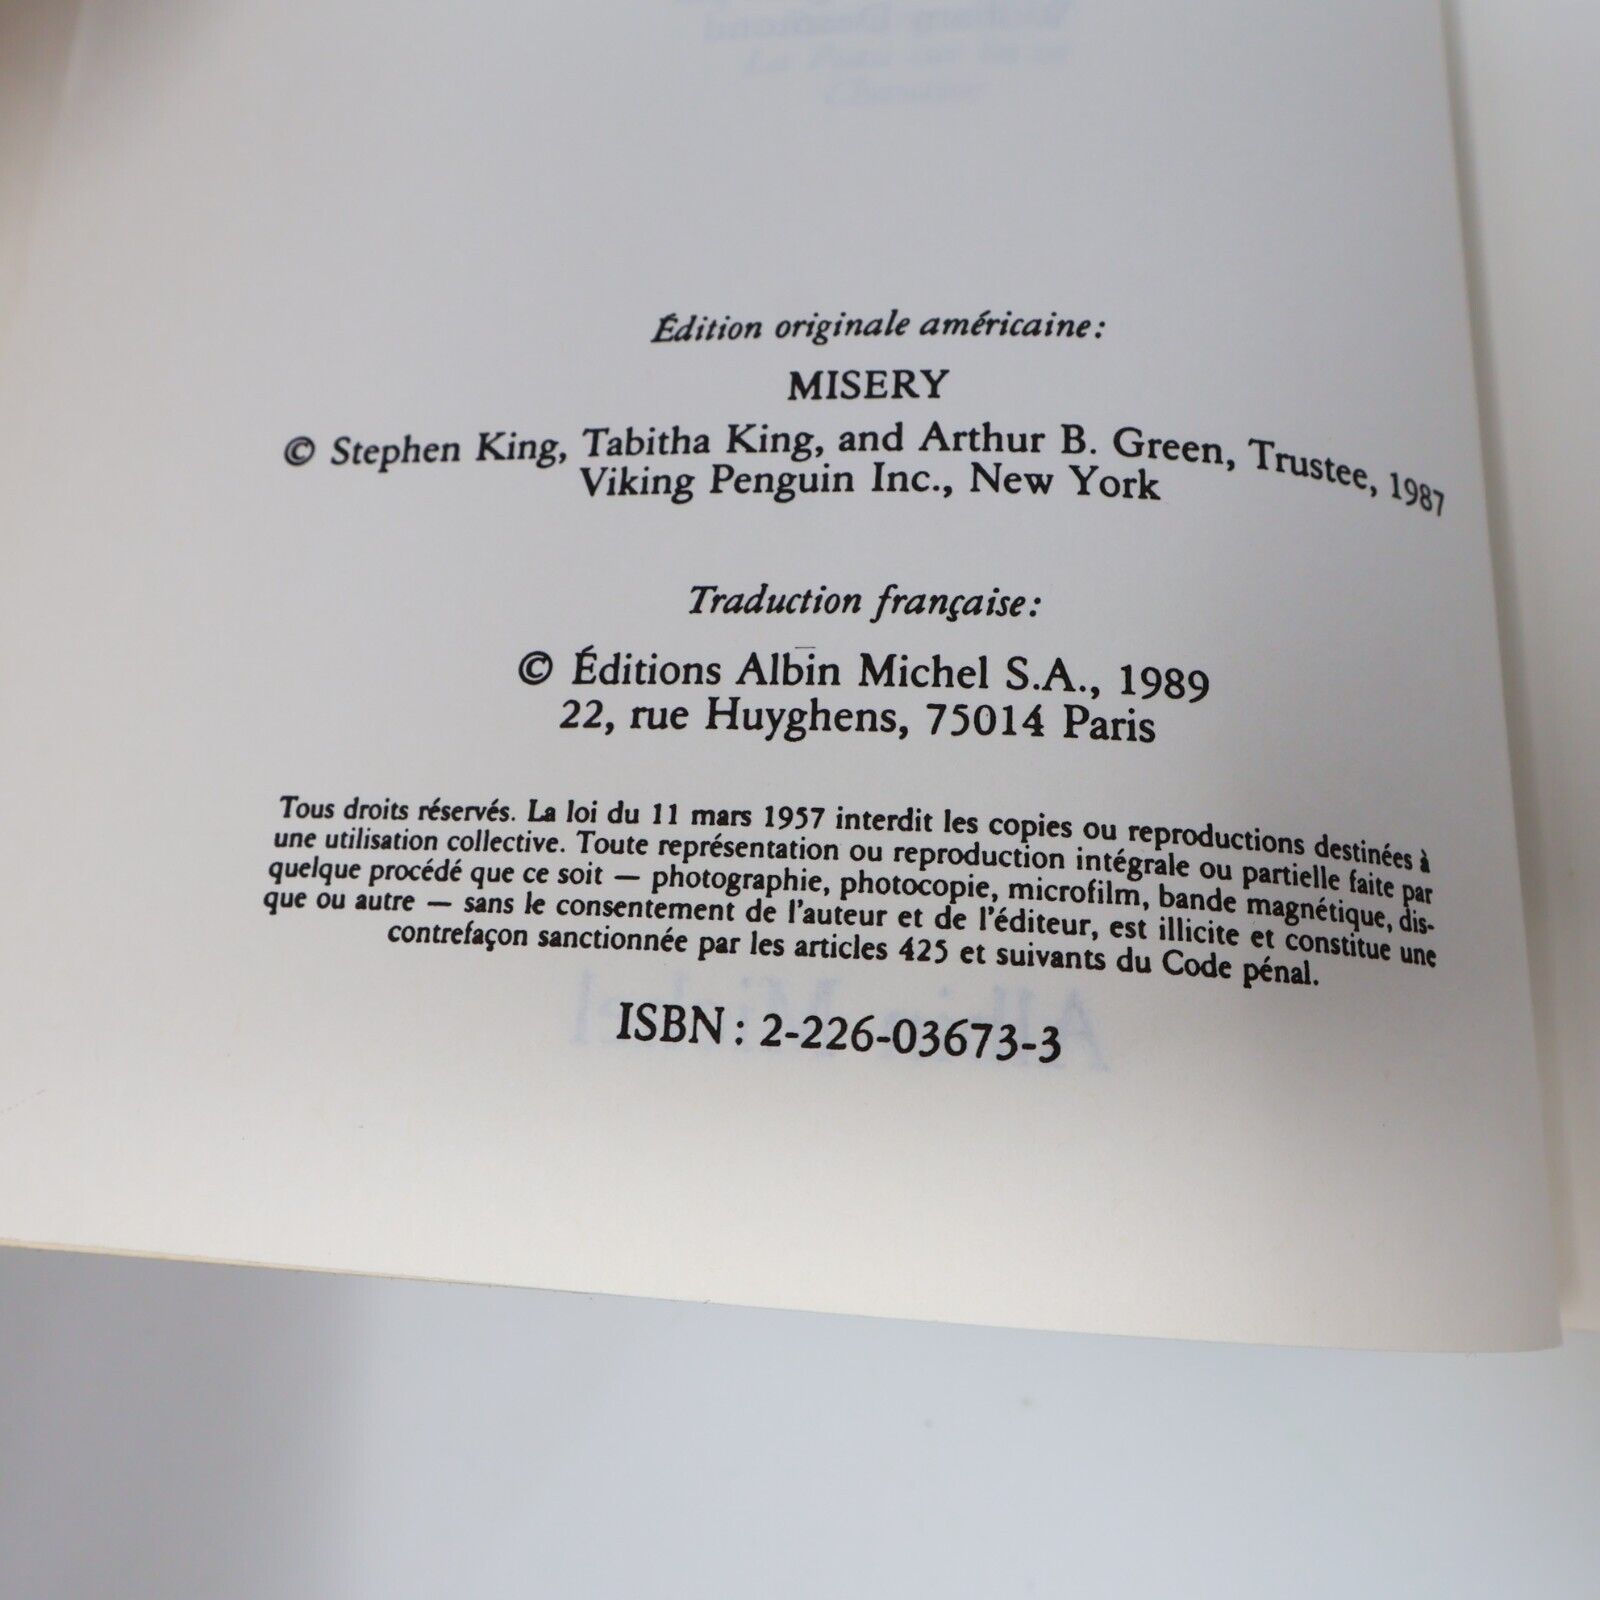 Édition originale américaine:
MISERY
© Stephen King, Tabitha King, and Arthur B. Green, Trustee, 1987
Viking Penguin Inc., New York
Traduction française:
© Éditions Albin Michel S.A., 1989
22, rue Huyghens, 75014 Paris
Tous droits réservés. La loi du 11 mars 1957 interdit les copies ou reproductions destinées à
une utilisation collective. Toute représentation ou reproduction intégrale ou partielle faite par
quelque procédé que ce soit — photographie, photocopie, microfilm, bande magnétique, dis-
que ou autre — sans le consentement de l'auteur et de l'éditeur, est illicite et constitue une
contrefaçon sanctionnée par les articles 425 et suivants du Code pénal.
ISBN : 2-226-03673-3